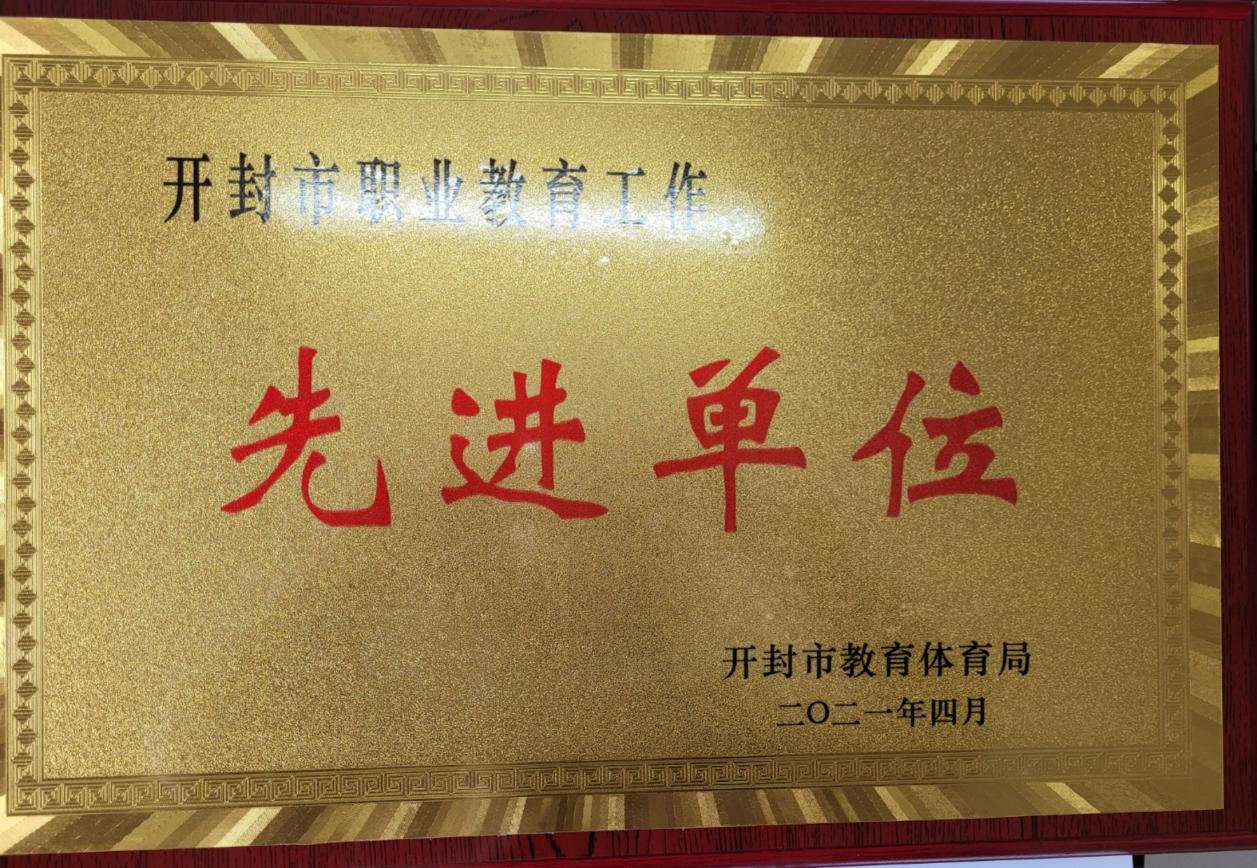 开封市职业教育工作
先进单位
开封市教育体育局
二〇二一年四月